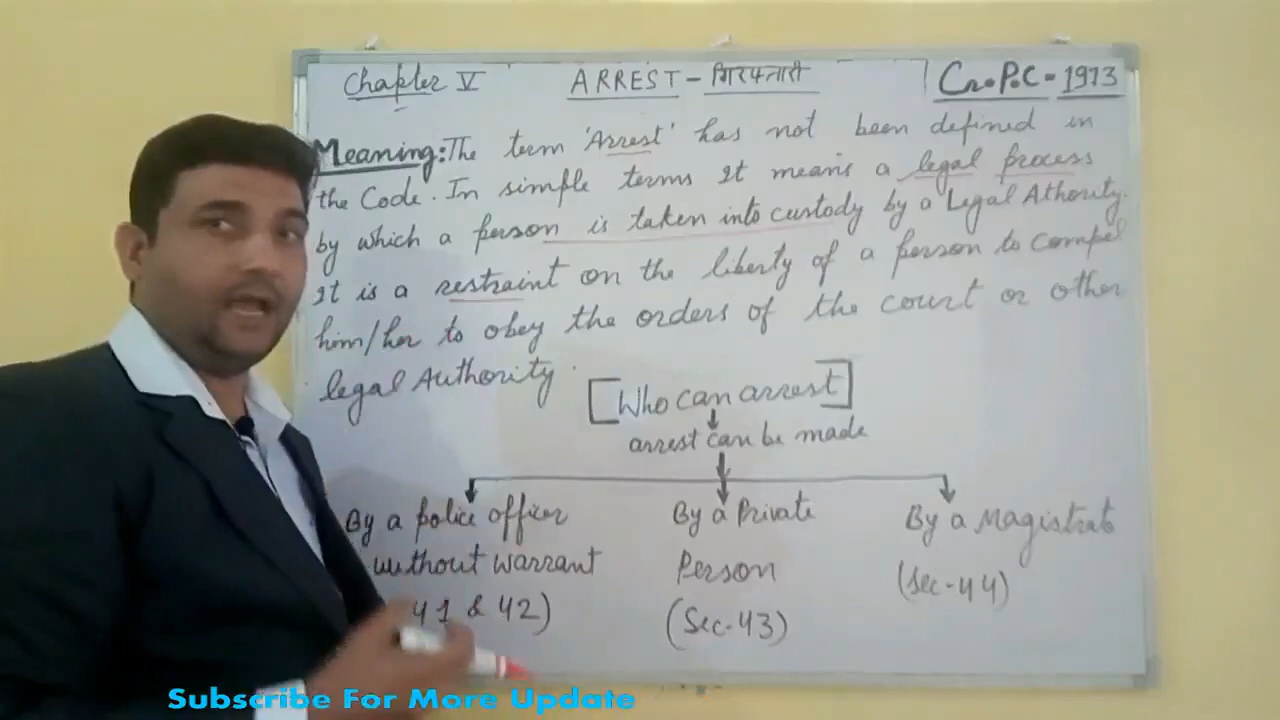 Chapter V ARREST - गिरफ्तारी Cr.P.C - 1973
Meaning: The term 'Arrest' has not been defined in
the Code. In simple terms It means a legal process
by which a person is taken into custody by a Legal Athority.
It is a restraint on the liberty of a person to compel
him/her to obey the orders of the court or other
legal Authority.
[Who can arrest]
arrest can be made
By a police officer
without warrant
41 & 42)
By a Private
Person
(Sec-43)
By a Magistrate
(Sec-44)
Subscribe For More Update